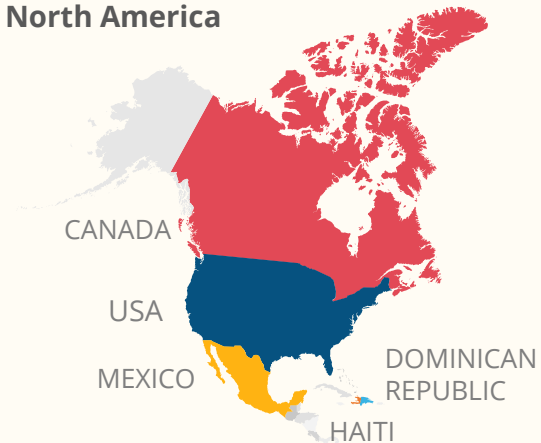 North America
CANADA
USA
MEXICO
DOMINICAN
REPUBLIC
HAITI